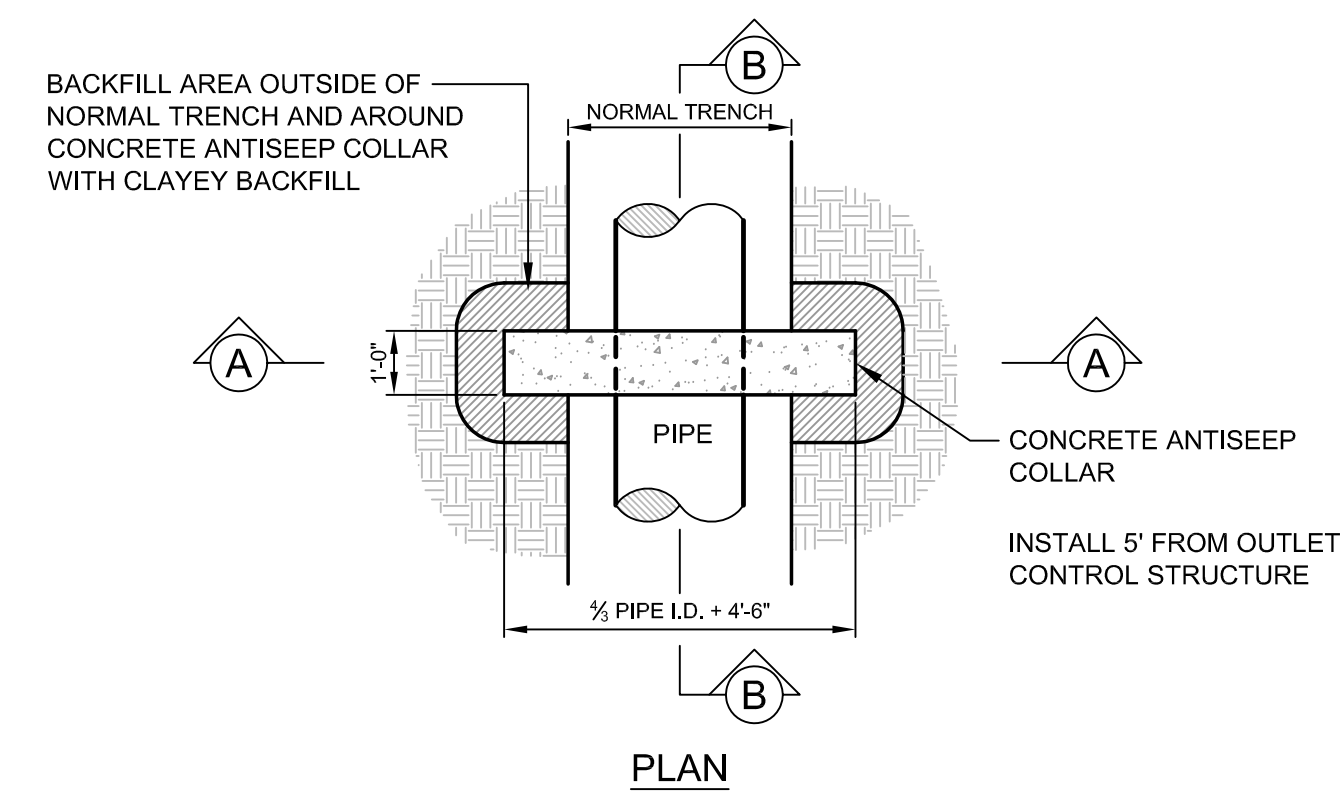 BACKFILL AREA OUTSIDE OF
NORMAL TRENCH AND AROUND
CONCRETE ANTISEEP COLLAR
WITH CLAYEY BACKFILL
B
NORMAL TRENCH
A
1'-0"
A
PIPE
CONCRETE ANTISEEP
COLLAR
INSTALL 5' FROM OUTLET
CONTROL STRUCTURE
⁴⁄₃ PIPE I.D. + 4'-6"
B
PLAN